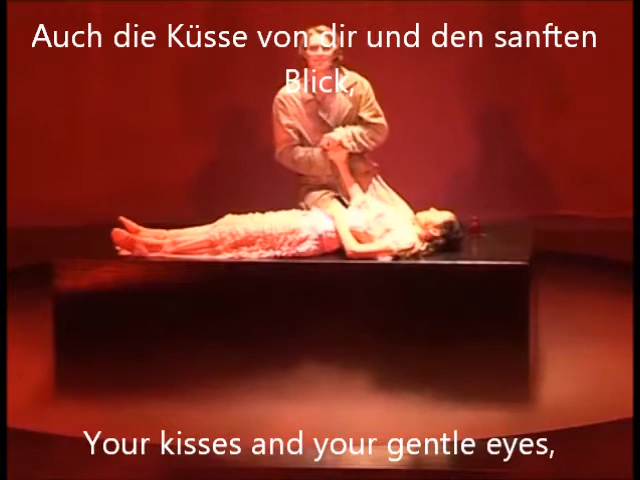 Auch die Küsse von dir und den sanften
Blick,
Your kisses and your gentle eyes,